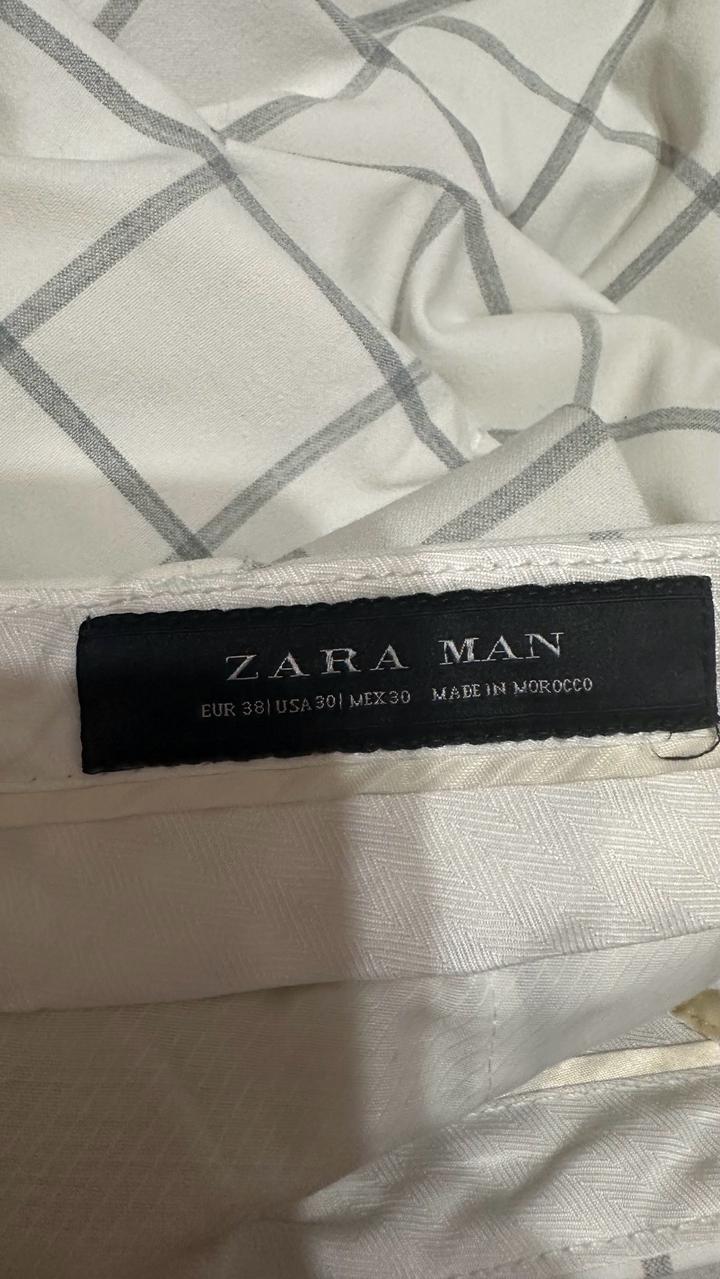 ZARA MAN
EUR 38| USA 30| MEX 30 MADE IN MOROCCO